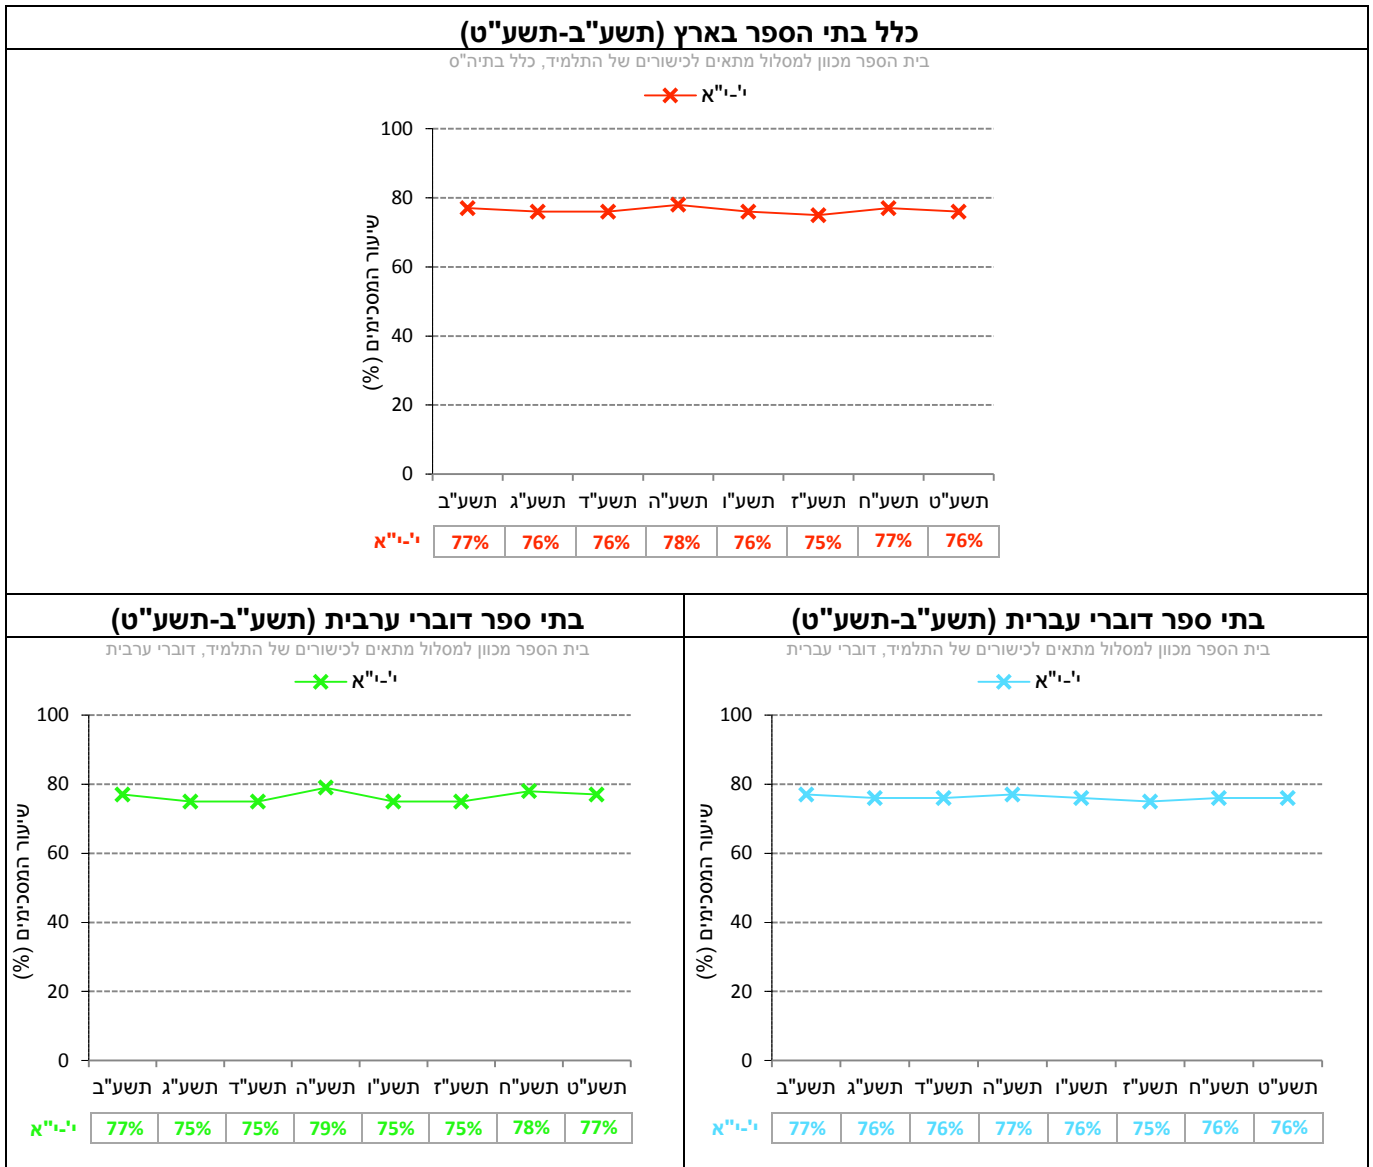 כלל בתי הספר בארץ (תשע"ב-תשע"ט)
בית הספר מכוון למסלול מתאים לכישורים של התלמיד, כלל בתיה"ס
י'-י"א
100
80
60
40
20
0
שיעור המסכימים (%)
תשע"ב תשע"ג תשע"ד תשע"ה תשע"ו תשע"ז תשע"ח תשע"ט
י'-י"א 77% 76% 76% 78% 76% 75% 77% 76%
בתי ספר דוברי עברית (תשע"ב-תשע"ט)
בית הספר מכוון למסלול מתאים לכישורים של התלמיד, דוברי עברית
י'-י"א
100
80
60
40
20
0
שיעור המסכימים (%)
תשע"ב תשע"ג תשע"ד תשע"ה תשע"ו תשע"ז תשע"ח תשע"ט
י'-י"א 77% 76% 76% 77% 76% 75% 76% 76%
בתי ספר דוברי ערבית (תשע"ב-תשע"ט)
בית הספר מכוון למסלול מתאים לכישורים של התלמיד, דוברי ערבית
י'-י"א
100
80
60
40
20
0
שיעור המסכימים (%)
תשע"ב תשע"ג תשע"ד תשע"ה תשע"ו תשע"ז תשע"ח תשע"ט
י'-י"א 77% 75% 75% 79% 75% 75% 78% 77%